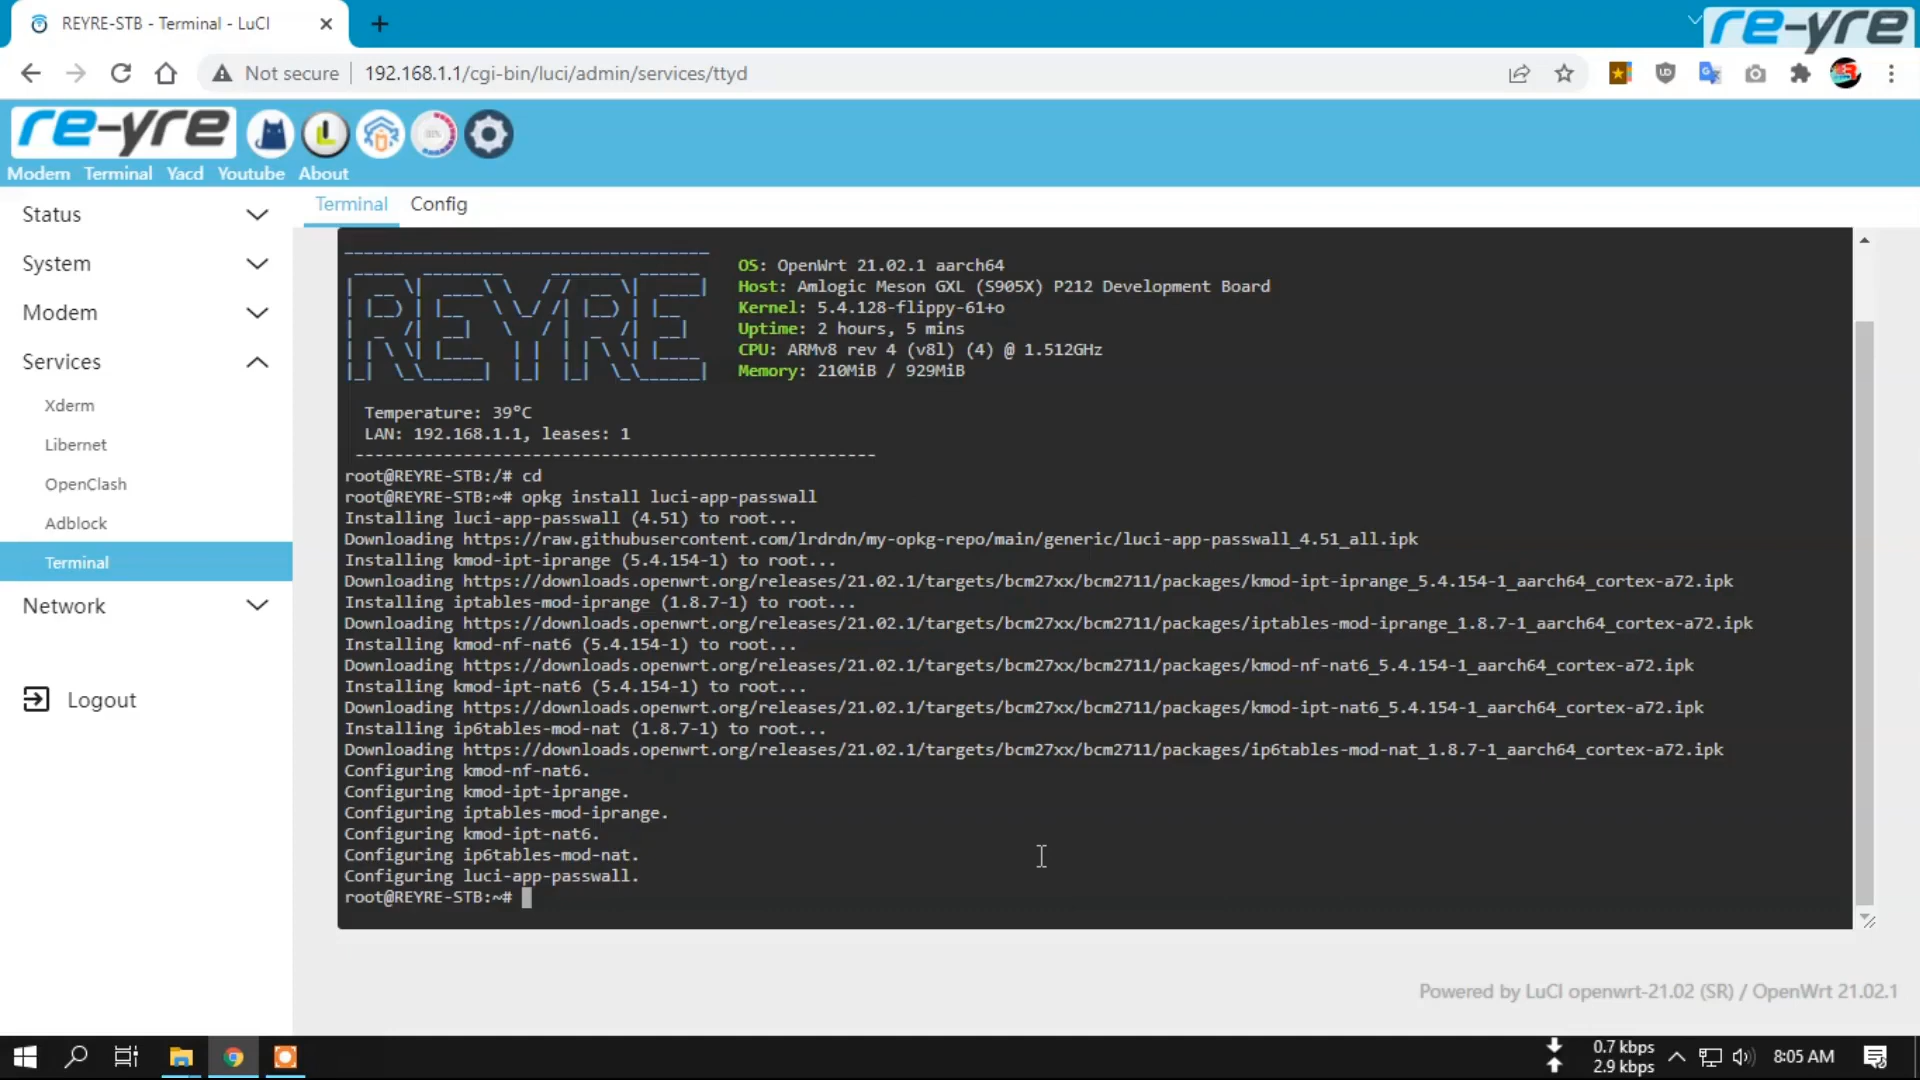 REYRE-STB - Terminal - LuCI
re-yre
Not secure 192.168.1.1/cgi-bin/luci/admin/services/ttyd
re-yre
Modem Terminal Yacd Youtube About
Status
System
Modem
Services
Xderm
Libernet
OpenClash
Adblock
Terminal
Network
Logout
Terminal Config
REYRE
OS: OpenWrt 21.02.1 aarch64
Host: Amlogic Meson GXL (S905X) P212 Development Board
Kernel: 5.4.128-flippy-61+o
Uptime: 2 hours, 5 mins
CPU: ARMv8 rev 4 (v8l) (4) @ 1.512GHz
Memory: 210MiB / 929MiB
Temperature: 39°C
LAN: 192.168.1.1, leases: 1
-----------------------------------------------------
root@REYRE-STB:/# cd
root@REYRE-STB:~# opkg install luci-app-passwall
Installing luci-app-passwall (4.51) to root...
Downloading https://raw.githubusercontent.com/lrdrdn/my-opkg-repo/main/generic/luci-app-passwall_4.51_all.ipk
Installing kmod-ipt-iprange (5.4.154-1) to root...
Downloading https://downloads.openwrt.org/releases/21.02.1/targets/bcm27xx/bcm2711/packages/kmod-ipt-iprange_5.4.154-1_aarch64_cortex-a72.ipk
Installing iptables-mod-iprange (1.8.7-1) to root...
Downloading https://downloads.openwrt.org/releases/21.02.1/targets/bcm27xx/bcm2711/packages/iptables-mod-iprange_1.8.7-1_aarch64_cortex-a72.ipk
Installing kmod-nf-nat6 (5.4.154-1) to root...
Downloading https://downloads.openwrt.org/releases/21.02.1/targets/bcm27xx/bcm2711/packages/kmod-nf-nat6_5.4.154-1_aarch64_cortex-a72.ipk
Installing kmod-ipt-nat6 (5.4.154-1) to root...
Downloading https://downloads.openwrt.org/releases/21.02.1/targets/bcm27xx/bcm2711/packages/kmod-ipt-nat6_5.4.154-1_aarch64_cortex-a72.ipk
Installing ip6tables-mod-nat (1.8.7-1) to root...
Downloading https://downloads.openwrt.org/releases/21.02.1/targets/bcm27xx/bcm2711/packages/ip6tables-mod-nat_1.8.7-1_aarch64_cortex-a72.ipk
Configuring kmod-nf-nat6.
Configuring kmod-ipt-iprange.
Configuring iptables-mod-iprange.
Configuring kmod-ipt-nat6.
Configuring ip6tables-mod-nat.
Configuring luci-app-passwall.
root@REYRE-STB:~#
Powered by LuCI openwrt-21.02 (SR) / OpenWrt 21.02.1
0.7 kbps
2.9 kbps
8:05 AM